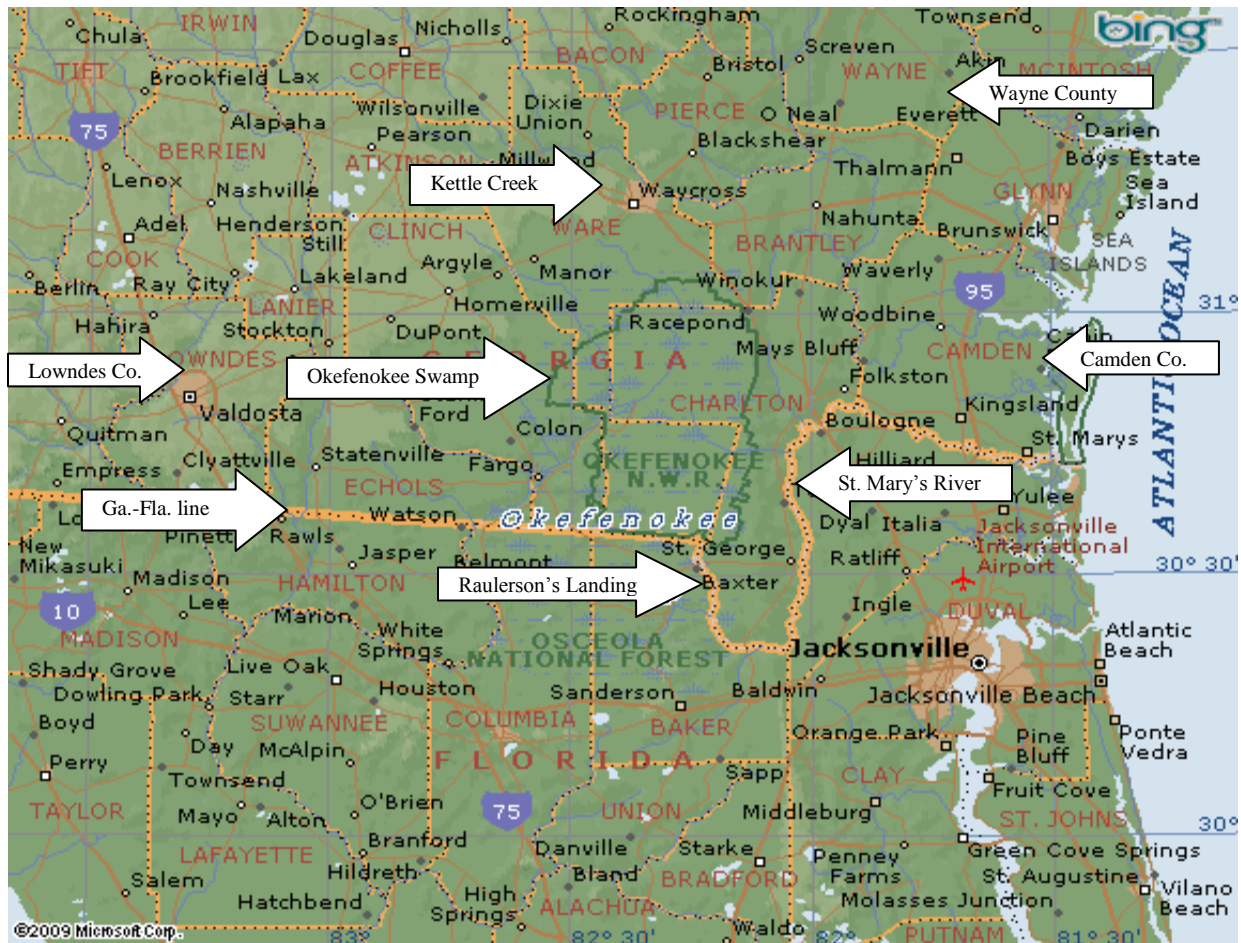 IRWIN
Nicholls
Rockingham
Townsend
bing
Chula
Douglas
BACON
Screven
Akin
TIFT
Brookfield
Lax
COFFEE
Bristol
WAYNE
MCINTOSH
Wayne County
75
Wilsonville
Dixie
Union
PIERCE
O Neal
Everett
Alapaha
Pearson
Darien
BERRIEN
ATKINSON
Millwood
Blackshear
Thalmann
Boys Estate
Lenox
Nashville
Kettle Creek
Waycross
GLYNN
Sea
Island
Adel
Henderson
Still
CLINCH
WARE
Nahunta
Brunswick
COOK
Argyle
Manor
BRANTLEY
SEA
ISLANDS
Berlin
Ray City
Lakeland
Homerville
Winokur
Waverly
95
LANIER
31°
Hahira
Stockton
DuPont
Racepond
Woodbine
Lowndes Co.
OWNDES
Okefenokee Swamp
GEORGIA
Mays Bluff
CAMDEN
Camden Co.
ATLANTIC OCEAN
Folkston
Valdosta
Ford
CHARLTON
Kingsland
Quitman
Colon
Boulogne
St. Marys
Empress
Clyattville
Statenville
Fargo
OKEFENOKEE
N.W.R.
Hilliard
St. Mary's River
ECHOLS
Yulee
Ga.-Fla. line
Watson
Okefenokee
Dyal
Italia
Jacksonville
International
Airport
Pinett
Rawls
New
Mikasuki
Jasper
Belmont
St. George
Ratliff
30° 30'
Madison
HAMILTON
Raulerson's Landing
Baxter
10
Lee
Marion
Ingle
DUVAL
MADISON
White
Springs
OSCEOLA
NATIONAL FOREST
Jacksonville
Atlantic
Beach
Shady Grove
Live Oak
Dowling Park
Starr
Houston
Sanderson
Baldwin
Jacksonville Beach
Boyd
SUWANNEE
COLUMBIA
BAKER
Orange Park
Pine
Bluff
Ponte
Vedra
Day
McAlpin
FLORIDA
Perry
Townsend
Sapp
CLAY
Fruit Cove
TAYLOR
Mayo
Alton
O'Brien
75
UNION
Middleburg
ST. JOHNS
30°
LAFAYETTE
Branford
Danville
Starke
Penney
Farms
Green Cove Springs
Salem
Hildreth
Bland
BRADFORD
St. Augustine
Hatchbend
High
Springs
ALACHUA
Molasses Junction
Vilano
Beach
©2009 Microsoft Corp.
83°
82° 30'
Waldo
82°
PUTNAM
81° 30'